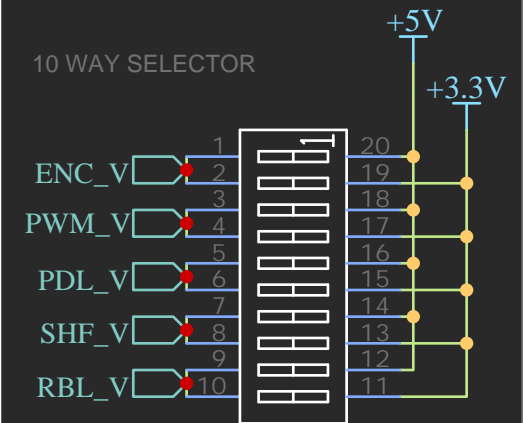 +5V
10 WAY SELECTOR
+3.3V
1
1 20
ENC_V 2 19
3 18
PWM_V 4 17
5 16
PDL_V 6 15
7 14
SHF_V 8 13
9 12
RBL_V 10 11